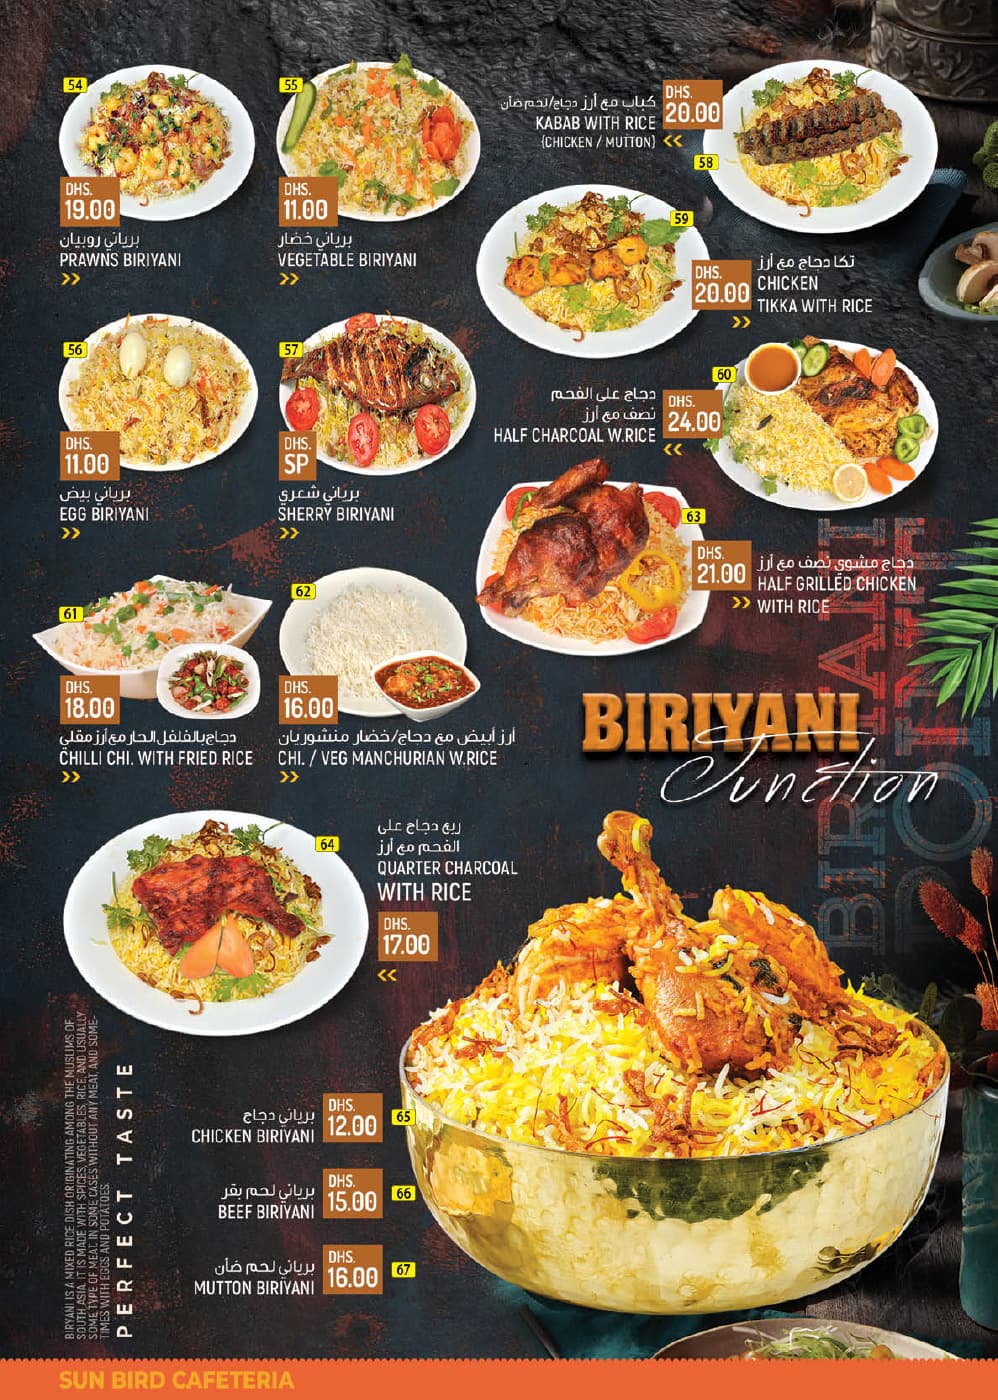 54
DHS.
19.00
برياني روبيان
PRAWNS BIRIYANI
55
DHS.
11.00
برياني خضار
VEGETABLE BIRIYANI
كباب مع أرز دجاج/لحم ضأن
KABAB WITH RICE
(CHICKEN / MUTTON)
DHS.
20.00
58
59
DHS.
20.00
تكا دجاج مع أرز
CHICKEN
TIKKA WITH RICE
56
DHS.
11.00
برياني بيض
EGG BIRIYANI
57
DHS.
SP
برياني شعري
SHERRY BIRIYANI
دجاج على الفحم
نصف مع أرز
HALF CHARCOAL W.RICE
DHS.
24.00
60
63
DHS.
21.00
دجاج مشوي نصف مع أرز
HALF GRILLED CHICKEN
WITH RICE
61
DHS.
18.00
دجاج بالفلفل الحار مع أرز مقلي
CHILLI CHI. WITH FRIED RICE
62
DHS.
16.00
أرز أبيض مع دجاج/خضار منشوريان
CHI. / VEG MANCHURIAN W.RICE
BIRIYANI
Junction
BIRIYANI
POINT
64
ربع دجاج على
الفحم مع أرز
QUARTER CHARCOAL
WITH RICE
DHS.
17.00
برياني دجاج
CHICKEN BIRIYANI
DHS.
12.00
65
برياني لحم بقر
BEEF BIRIYANI
DHS.
15.00
66
برياني لحم ضأن
MUTTON BIRIYANI
DHS.
16.00
67
BIRYANI IS A MIXED RICE DISH ORIGINATING AMONG THE MUSLIMS OF
SOUTH ASIA. IT IS MADE WITH SPICES, VEGETABLES, RICE, AND USUALLY
SOME TYPE OF MEAT, IN SOME CASES WITHOUT ANY MEAT, AND SOME-
TIMES WITH EGGS AND POTATOES.
PERFECT TASTE
SUN BIRD CAFETERIA